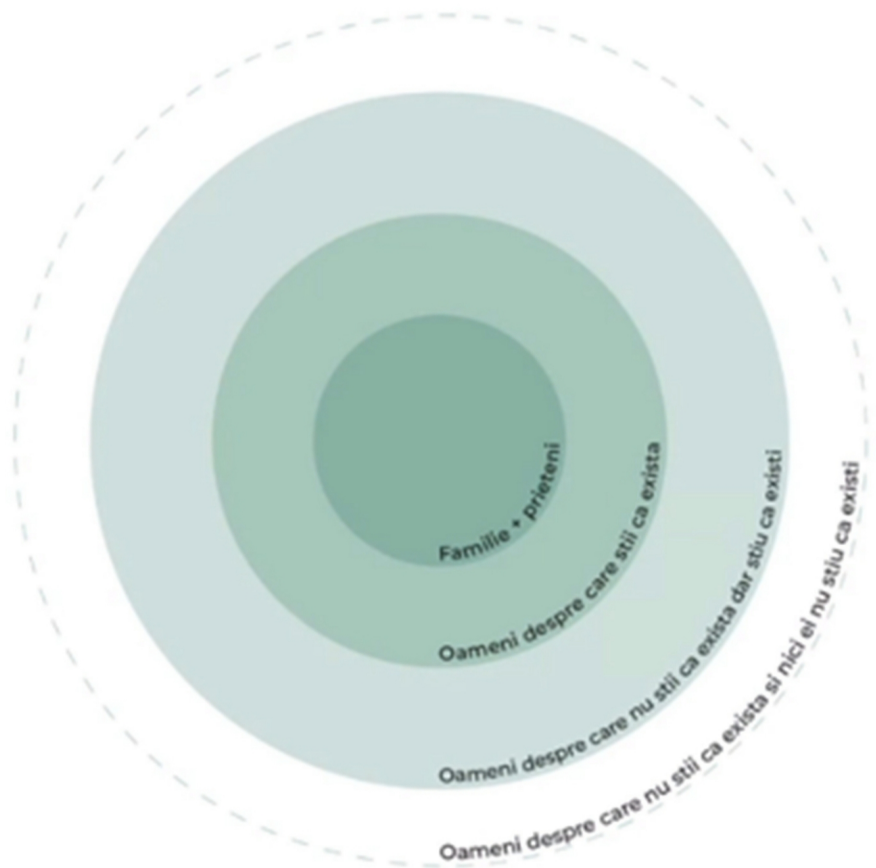 Familie + prieteni
Oameni despre care stii ca exista
Oameni despre care nu stii ca exista dar stiu ca existi
Oameni despre care nu stii ca exista si nici ei nu stiu ca existi